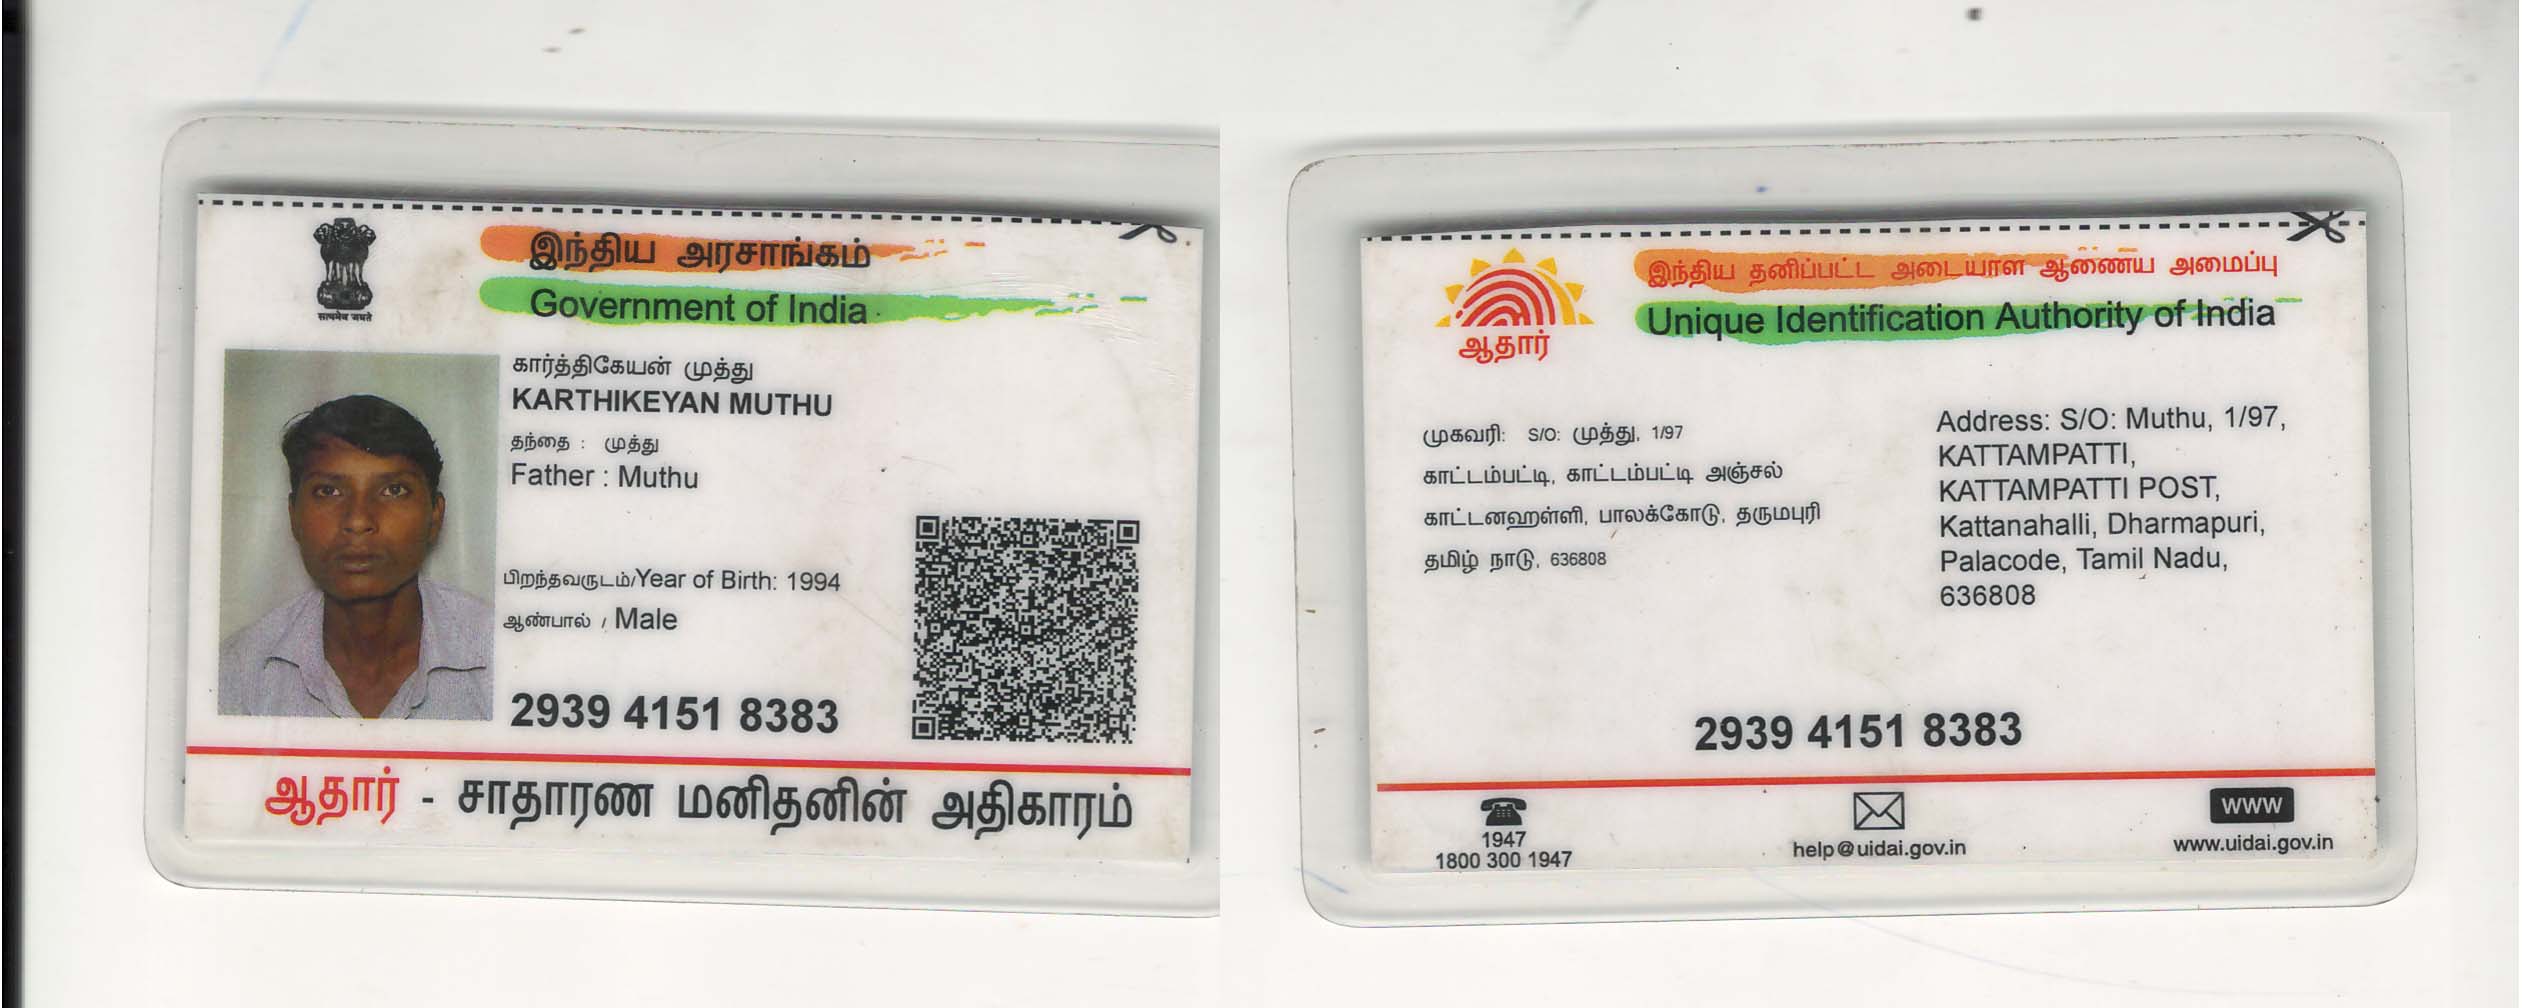 இந்திய அரசாங்கம்
Government of India
सत्यमेव जयते
கார்த்திகேயன் முத்து
KARTHIKEYAN MUTHU
தந்தை : முத்து
Father : Muthu
பிறந்தவருடம்/Year of Birth: 1994
ஆண்பால் / Male
2939 4151 8383
ஆதார் - சாதாரண மனிதனின் அதிகாரம்
இந்திய தனிப்பட்ட அடையாள ஆணைய அமைப்பு
Unique Identification Authority of India
ஆதார்
முகவரி: S/O: முத்து, 1/97
காட்டம்பட்டி, காட்டம்பட்டி அஞ்சல்
காட்டனஹள்ளி, பாலக்கோடு, தருமபுரி
தமிழ் நாடு, 636808
Address: S/O: Muthu, 1/97,
KATTAMPATTI,
KATTAMPATTI POST,
Kattanahalli, Dharmapuri,
Palacode, Tamil Nadu,
636808
2939 4151 8383
1947
1800 300 1947
help@uidai.gov.in
WWW
www.uidai.gov.in